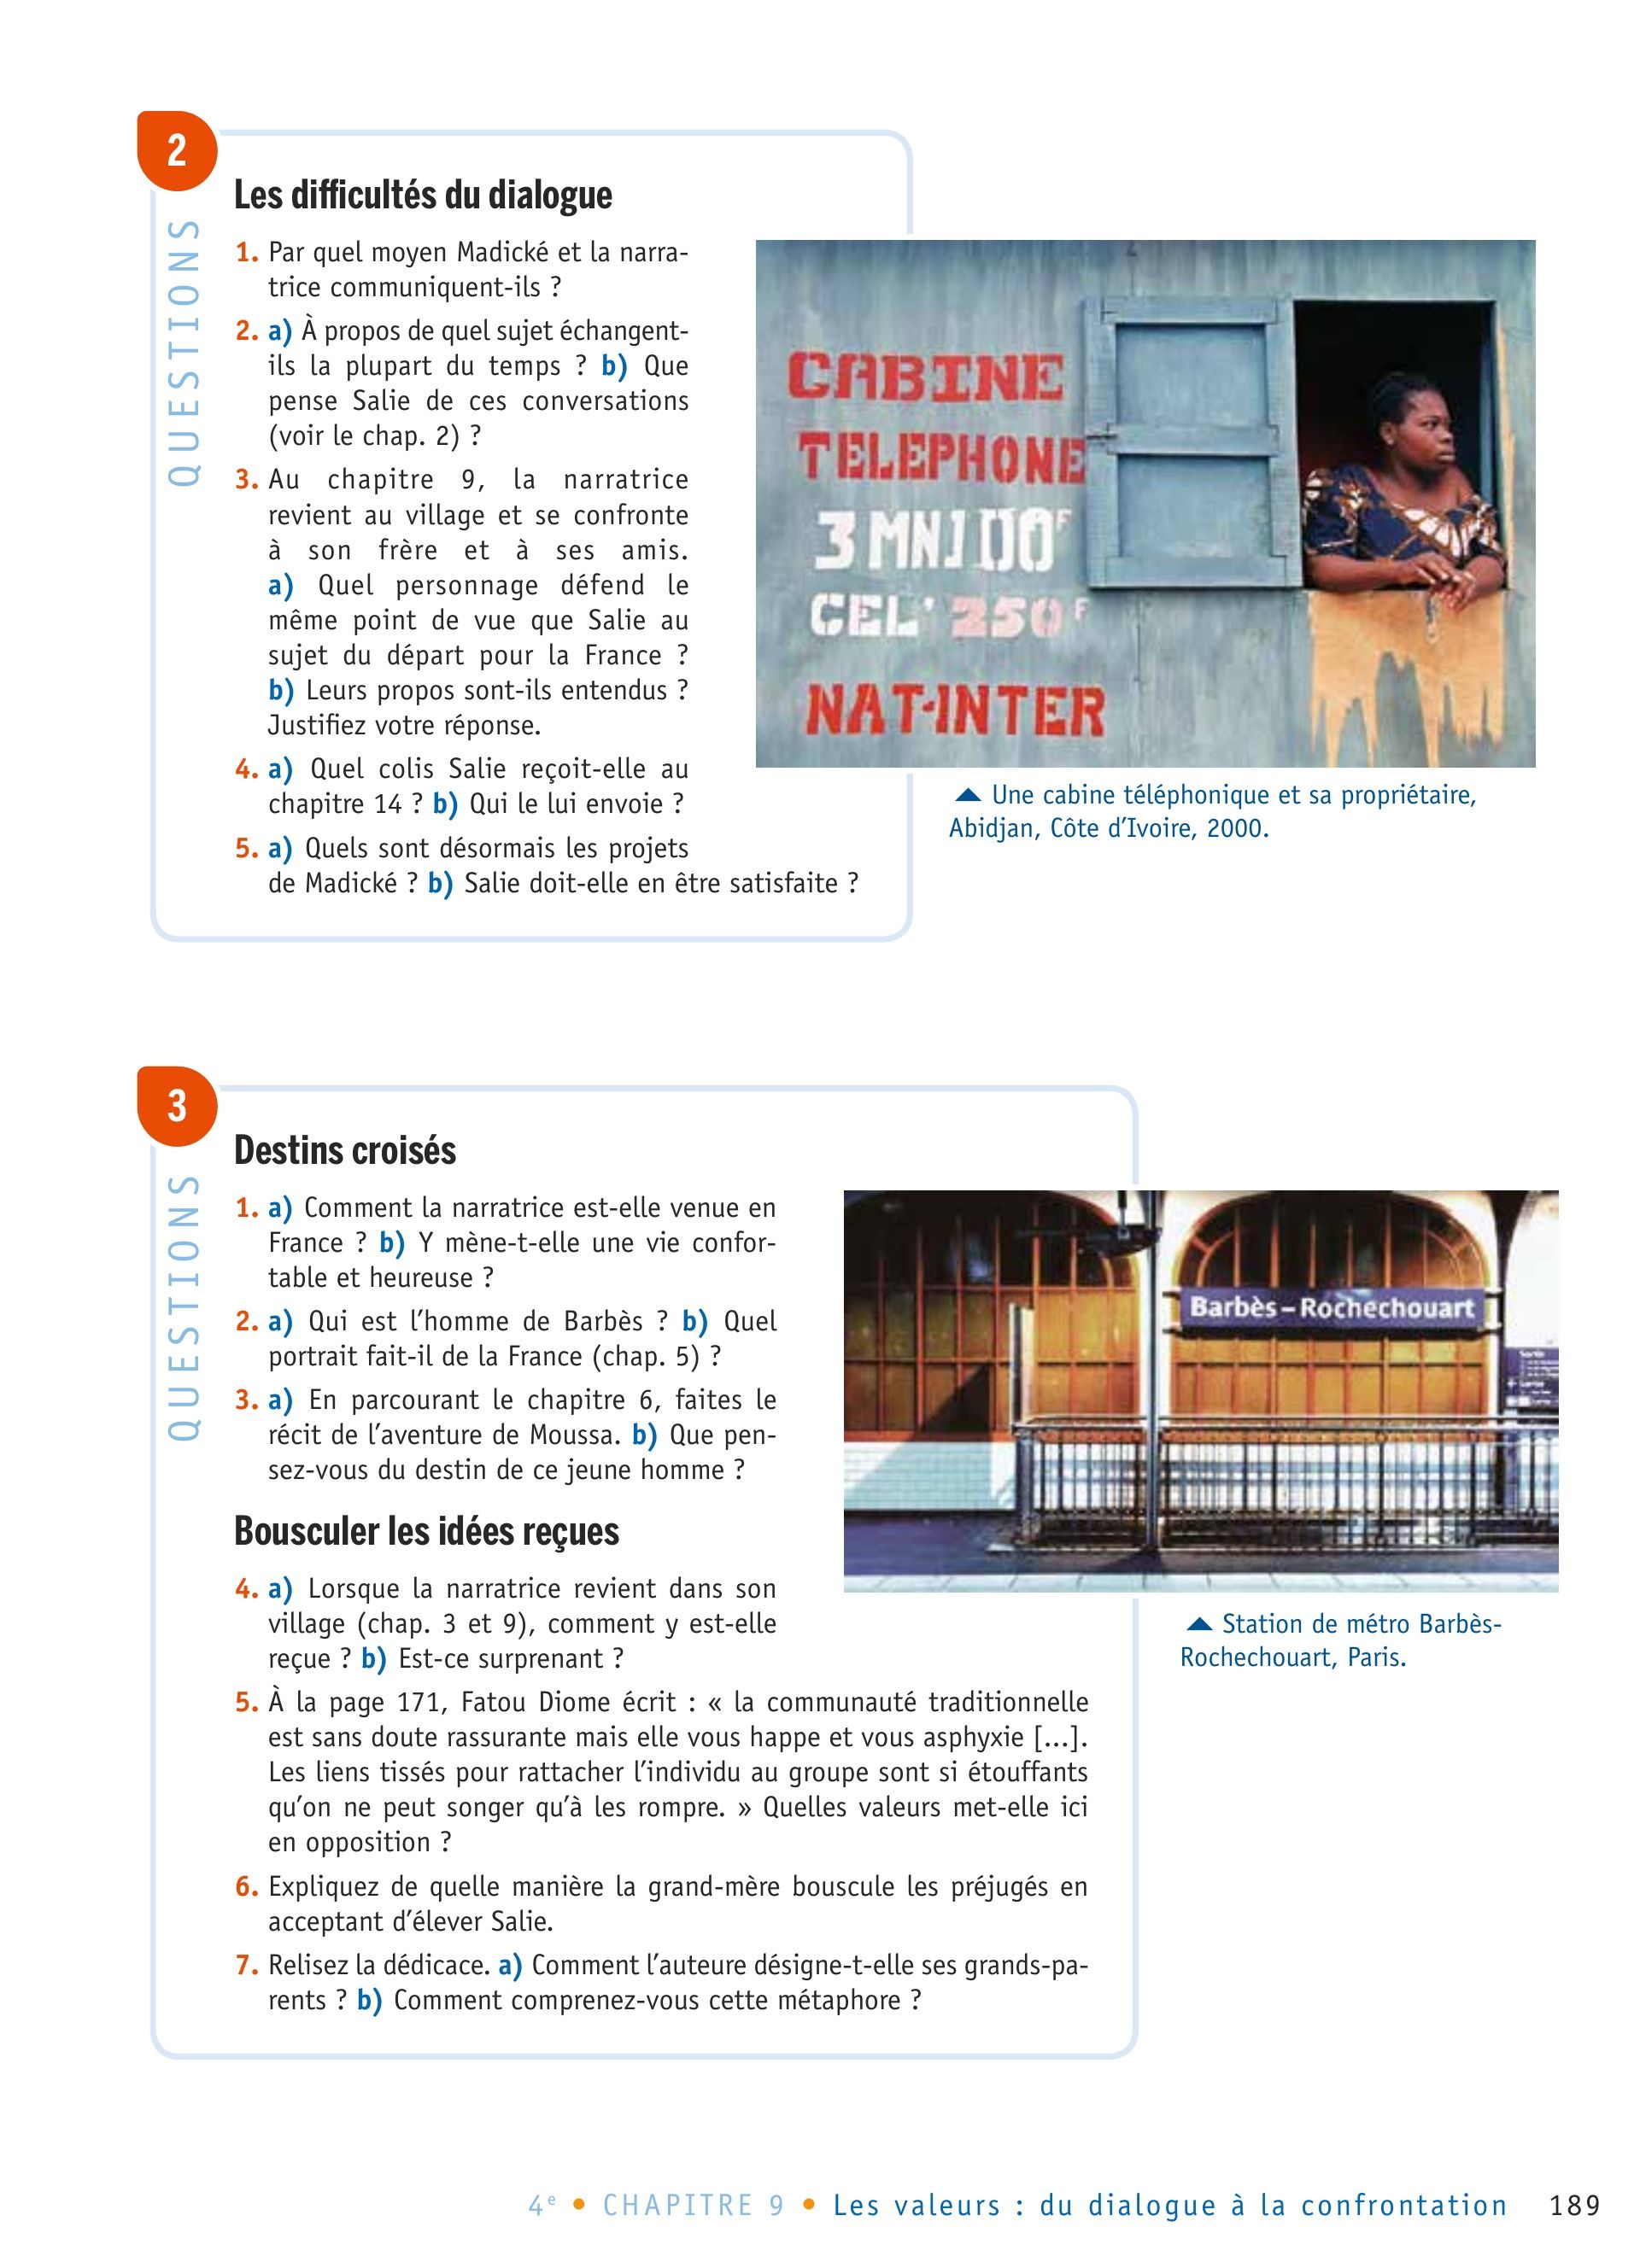 2
QUESTIONS
Les difficultés du dialogue
1. Par quel moyen Madické et la narra-
trice communiquent-ils ?
2. a) À propos de quel sujet échangent-
ils la plupart du temps ? b) Que
pense Salie de ces conversations
(voir le chap. 2) ?
3. Au chapitre 9, la narratrice
revient au village et se confronte
à son frère et à ses amis.
a) Quel personnage défend le
même point de vue que Salie au
sujet du départ pour la France ?
b) Leurs propos sont-ils entendus ?
Justifiez votre réponse.
4. a) Quel colis Salie reçoit-elle au
chapitre 14 ? b) Qui le lui envoie ?
5. a) Quels sont désormais les projets
de Madické ? b) Salie doit-elle en être satisfaite ?
CABINE
TELEPHONE
3 MN 100F
CEL' 250F
NAT-INTER
Une cabine téléphonique et sa propriétaire,
Abidjan, Côte d'Ivoire, 2000.
3
QUESTIONS
Destins croisés
1. a) Comment la narratrice est-elle venue en
France ? b) Y mène-t-elle une vie confor-
table et heureuse ?
2. a) Qui est l'homme de Barbès ? b) Quel
portrait fait-il de la France (chap. 5) ?
3. a) En parcourant le chapitre 6, faites le
récit de l'aventure de Moussa. b) Que pen-
sez-vous du destin de ce jeune homme ?
Bousculer les idées reçues
4. a) Lorsque la narratrice revient dans son
village (chap. 3 et 9), comment y est-elle
reçue ? b) Est-ce surprenant ?
5. À la page 171, Fatou Diome écrit : « la communauté traditionnelle
est sans doute rassurante mais elle vous happe et vous asphyxie [...].
Les liens tissés pour rattacher l'individu au groupe sont si étouffants
qu'on ne peut songer qu'à les rompre. » Quelles valeurs met-elle ici
en opposition ?
6. Expliquez de quelle manière la grand-mère bouscule les préjugés en
acceptant d'élever Salie.
7. Relisez la dédicace. a) Comment l'auteure désigne-t-elle ses grands-pa-
rents ? b) Comment comprenez-vous cette métaphore ?
Barbès – Rochechouart
Station de métro Barbès-
Rochechouart, Paris.
4e • CHAPITRE 9 • Les valeurs : du dialogue à la confrontation 189